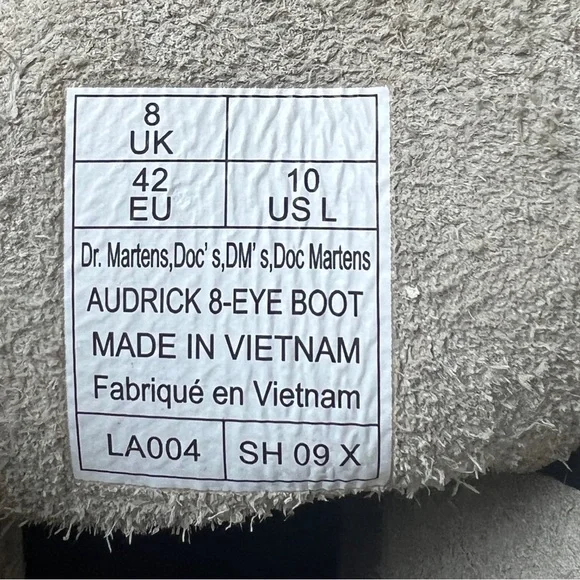 8
UK
42
EU
10
US L
Dr. Martens,Doc' s,DM' s,Doc Martens
AUDRICK 8-EYE BOOT
MADE IN VIETNAM
Fabriqué en Vietnam
LA004
SH 09 X